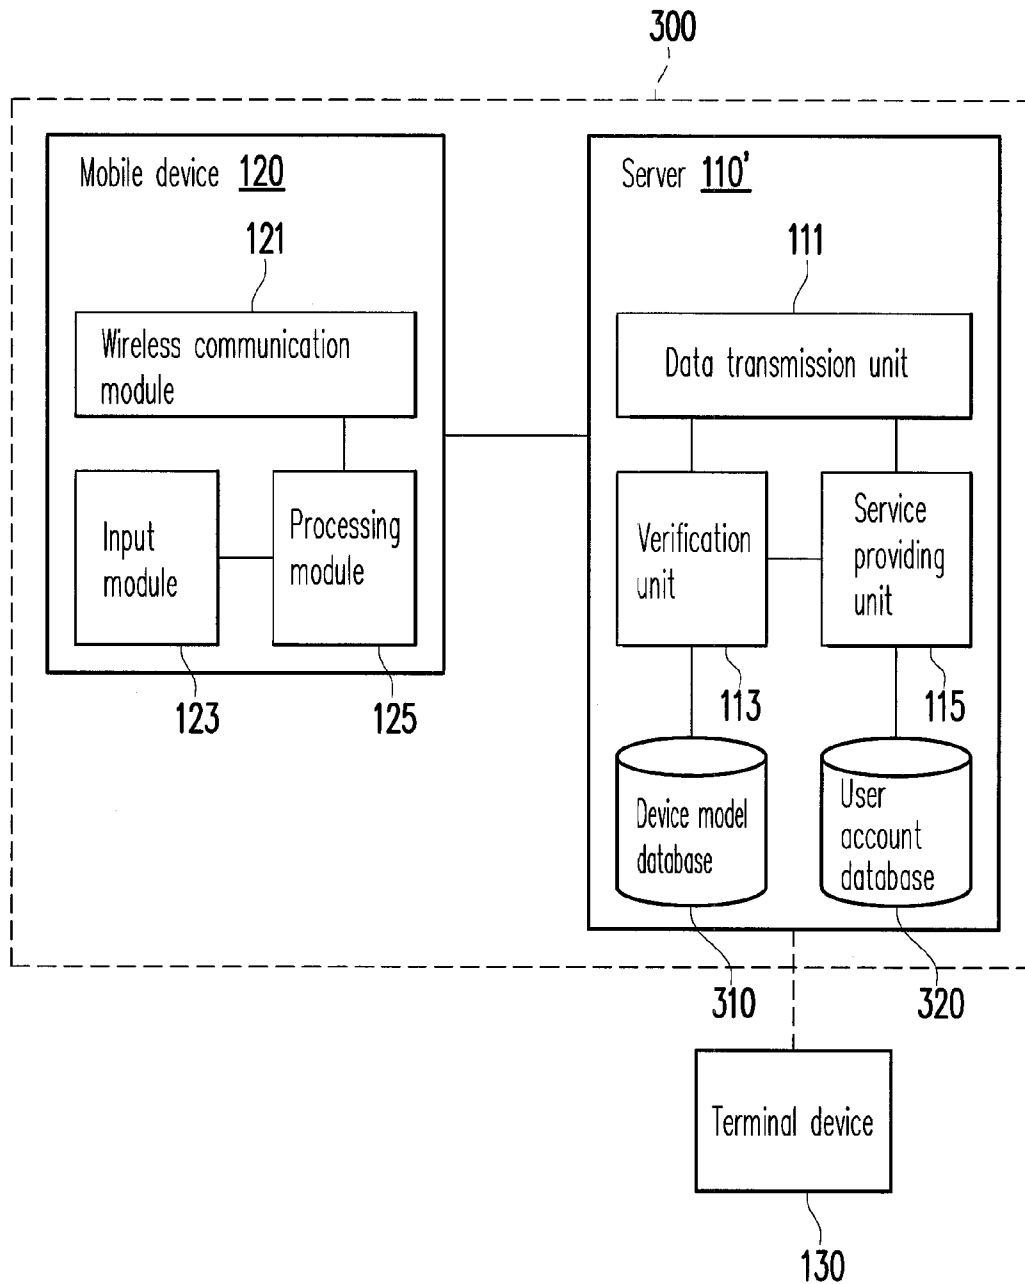 300
Mobile device 120
Server 110'
121
111
Wireless communication
module
Data transmission unit
Input
module
Processing
module
Verification
unit
Service
providing
unit
123
125
113
115
Device model
database
User
account
database
310
320
Terminal device
130